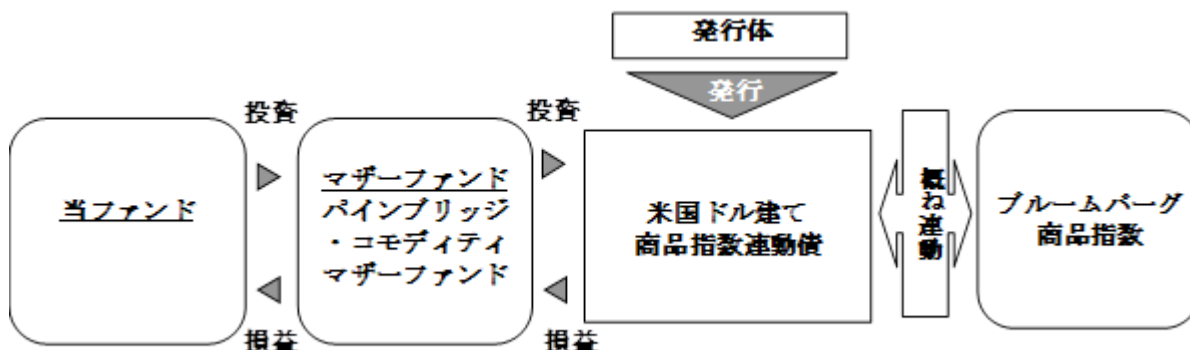 発行体
発行
投資
投資
当ファンド
マザーファンド
パインブリッジ
・コモディティ
マザーファンド
米国ドル建て
商品指数連動債
概ね連動
ブルームバーグ
商品指数
損益
損益